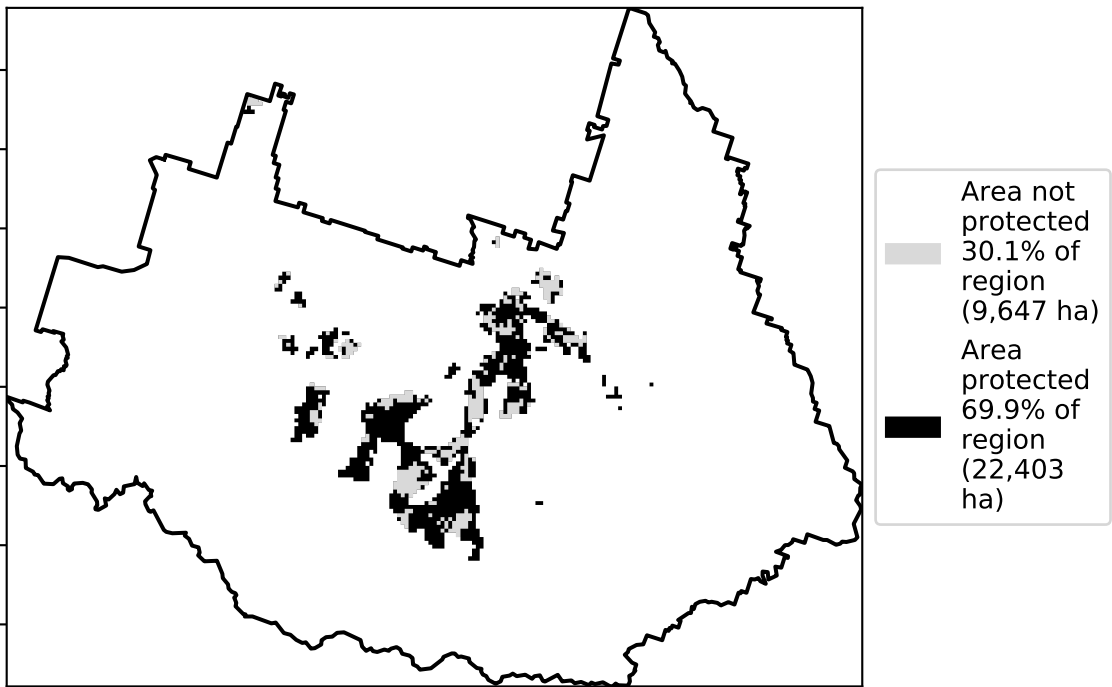 Area not
protected
30.1% of
region
(9,647 ha)
Area
protected
69.9% of
region
(22,403
ha)